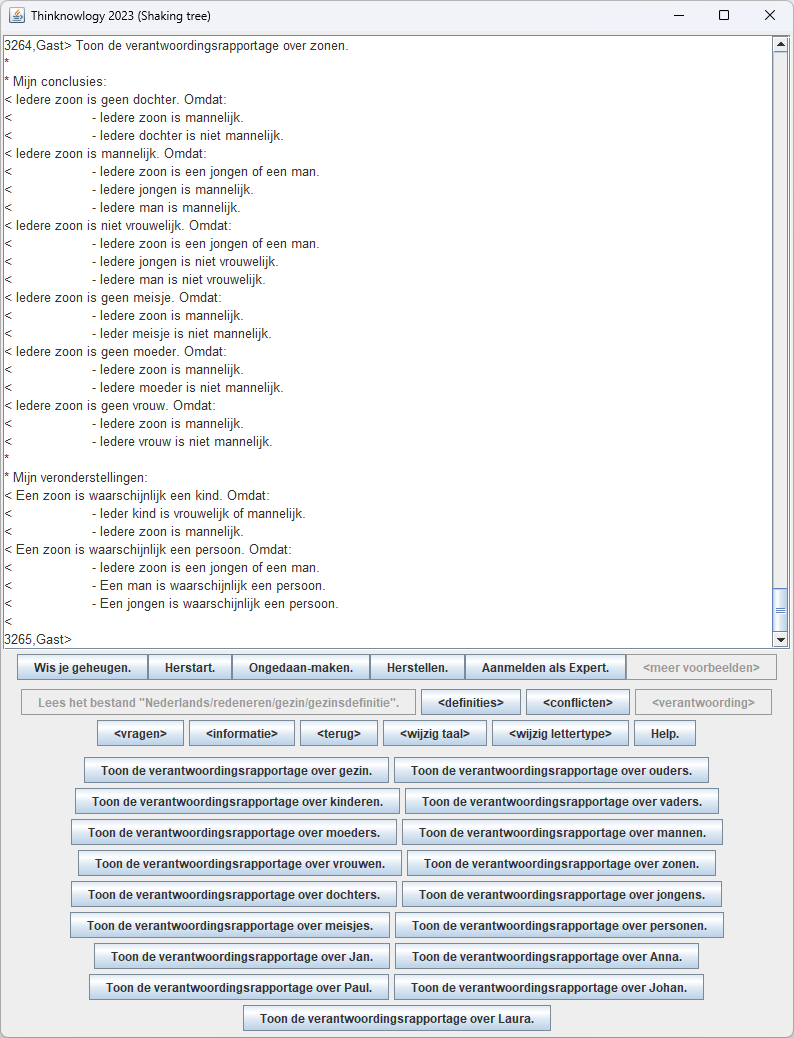 Thinknowlogy 2023 (Shaking tree)
3264,Gast> Toon de verantwoordingsrapportage over zonen.
*
* Mijn conclusies:
< Iedere zoon is geen dochter. Omdat:
< - Iedere zoon is mannelijk.
< - Iedere dochter is niet mannelijk.
< Iedere zoon is mannelijk. Omdat:
< - Iedere zoon is een jongen of een man.
< - Iedere jongen is mannelijk.
< - Iedere man is mannelijk.
< Iedere zoon is niet vrouwelijk. Omdat:
< - Iedere zoon is een jongen of een man.
< - Iedere jongen is niet vrouwelijk.
< - Iedere man is niet vrouwelijk.
< Iedere zoon is geen meisje. Omdat:
< - Iedere zoon is mannelijk.
< - Ieder meisje is niet mannelijk.
< Iedere zoon is geen moeder. Omdat:
< - Iedere zoon is mannelijk.
< - Iedere moeder is niet mannelijk.
< Iedere zoon is geen vrouw. Omdat:
< - Iedere zoon is mannelijk.
< - Iedere vrouw is niet mannelijk.
*
* Mijn veronderstellingen:
< Een zoon is waarschijnlijk een kind. Omdat:
< - Ieder kind is vrouwelijk of mannelijk.
< - Iedere zoon is mannelijk.
< Een zoon is waarschijnlijk een persoon. Omdat:
< - Iedere zoon is een jongen of een man.
< - Een man is waarschijnlijk een persoon.
< - Een jongen is waarschijnlijk een persoon.
<
3265,Gast>
Wis je geheugen. Herstart. Ongedaan-maken. Herstellen. Aanmelden als Expert. <meer voorbeelden>
Lees het bestand "Nederlands/redeneren/gezin/gezinsdefinitie". <definities> <conflicten> <verantwoording>
<vragen> <informatie> <terug> <wijzig taal> <wijzig lettertype> Help.
Toon de verantwoordingsrapportage over gezin. Toon de verantwoordingsrapportage over ouders.
Toon de verantwoordingsrapportage over kinderen. Toon de verantwoordingsrapportage over vaders.
Toon de verantwoordingsrapportage over moeders. Toon de verantwoordingsrapportage over mannen.
Toon de verantwoordingsrapportage over vrouwen. Toon de verantwoordingsrapportage over zonen.
Toon de verantwoordingsrapportage over dochters. Toon de verantwoordingsrapportage over jongens.
Toon de verantwoordingsrapportage over meisjes. Toon de verantwoordingsrapportage over personen.
Toon de verantwoordingsrapportage over Jan. Toon de verantwoordingsrapportage over Anna.
Toon de verantwoordingsrapportage over Paul. Toon de verantwoordingsrapportage over Johan.
Toon de verantwoordingsrapportage over Laura.